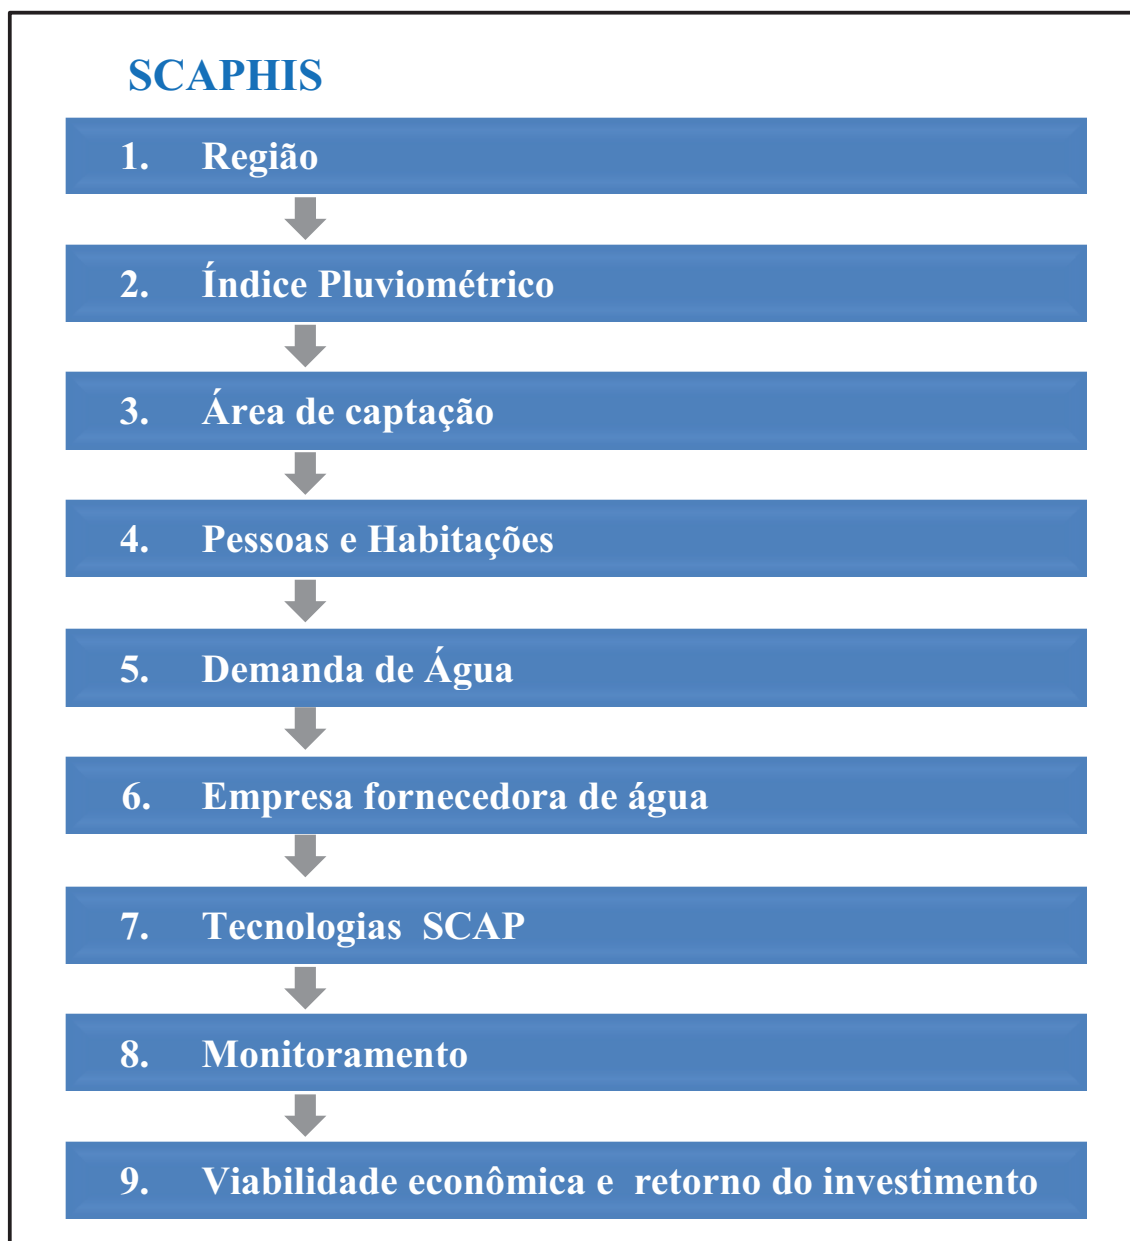 SCAPHIS
1. Região
2. Índice Pluviométrico
3. Área de captação
4. Pessoas e Habitações
5. Demanda de Água
6. Empresa fornecedora de água
7. Tecnologias SCAP
8. Monitoramento
9. Viabilidade econômica e retorno do investimento